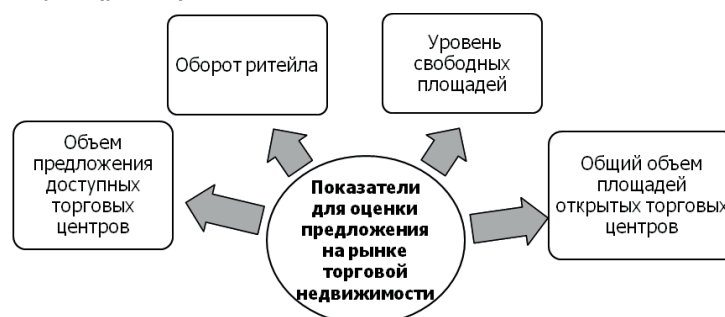 Оборот ритейла
Уровень
свободных
площадей
Объем
предложения
доступных
торговых
центров
Показатели
для оценки
предложения
на рынке
торговой
недвижимости
Общий объем
площадей
открытых торговых
центров